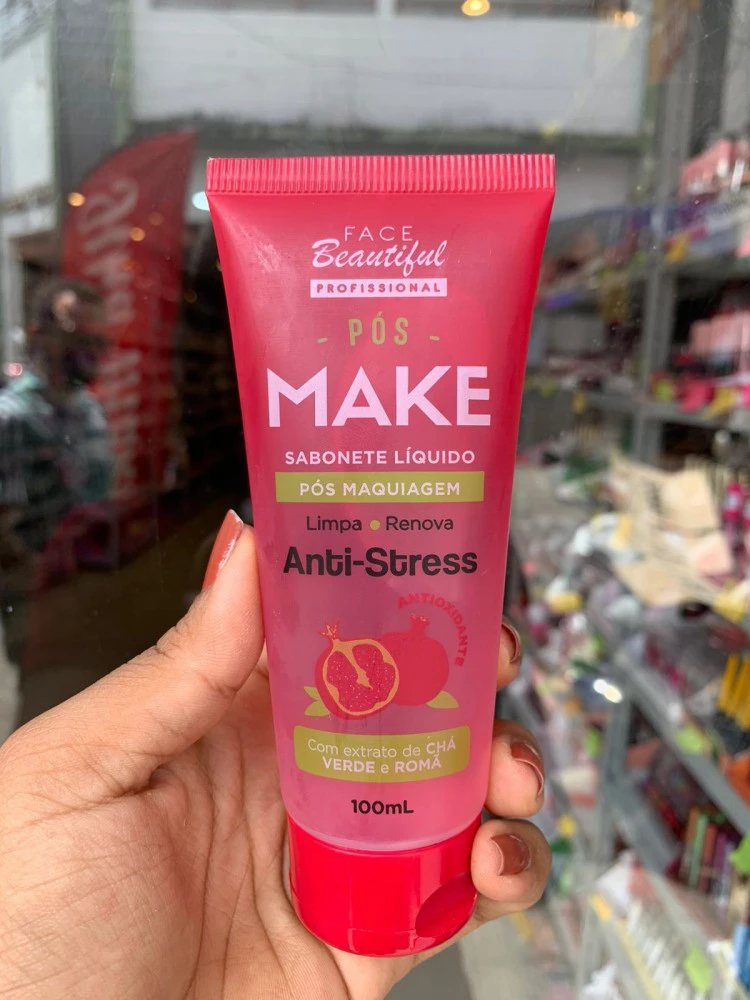 FACE
Beautiful
PROFISSIONAL
- PÓS -
MAKE
SABONETE LÍQUIDO
PÓS MAQUIAGEM
Limpa • Renova
Anti-Stress
ANTIOXIDANTE
Com extrato de CHÁ
VERDE e ROMÃ
100mL